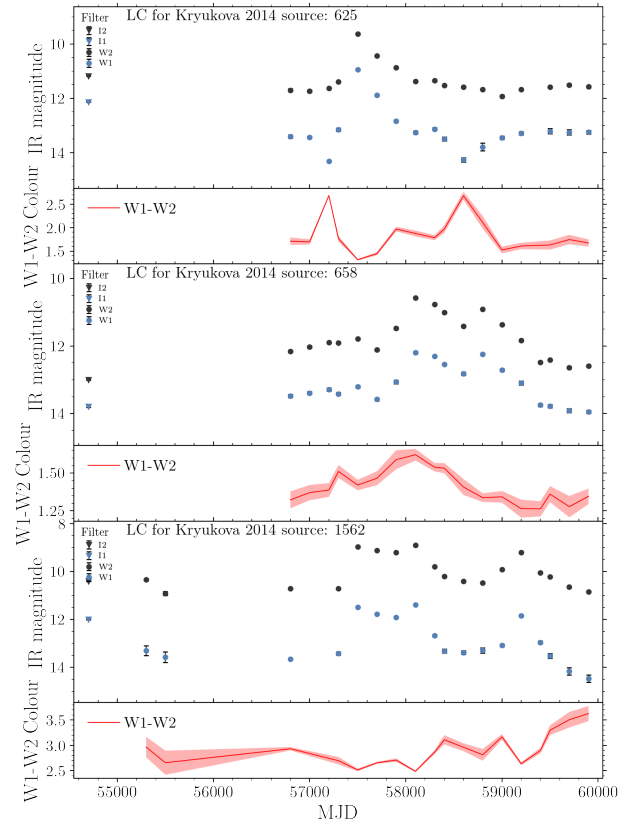 LC for Kryukova 2014 source: 625
Filter
I2
I1
W2
W1
IR magnitude
10
12
14
W1-W2 Colour
2.5
2.0
1.5
W1-W2
LC for Kryukova 2014 source: 658
Filter
I2
I1
W2
W1
IR magnitude
10
12
14
W1-W2 Colour
1.50
1.25
W1-W2
LC for Kryukova 2014 source: 1562
Filter
I2
I1
W2
W1
IR magnitude
8
10
12
14
W1-W2 Colour
3.5
3.0
2.5
W1-W2
55000 56000 57000 58000 59000 60000
MJD